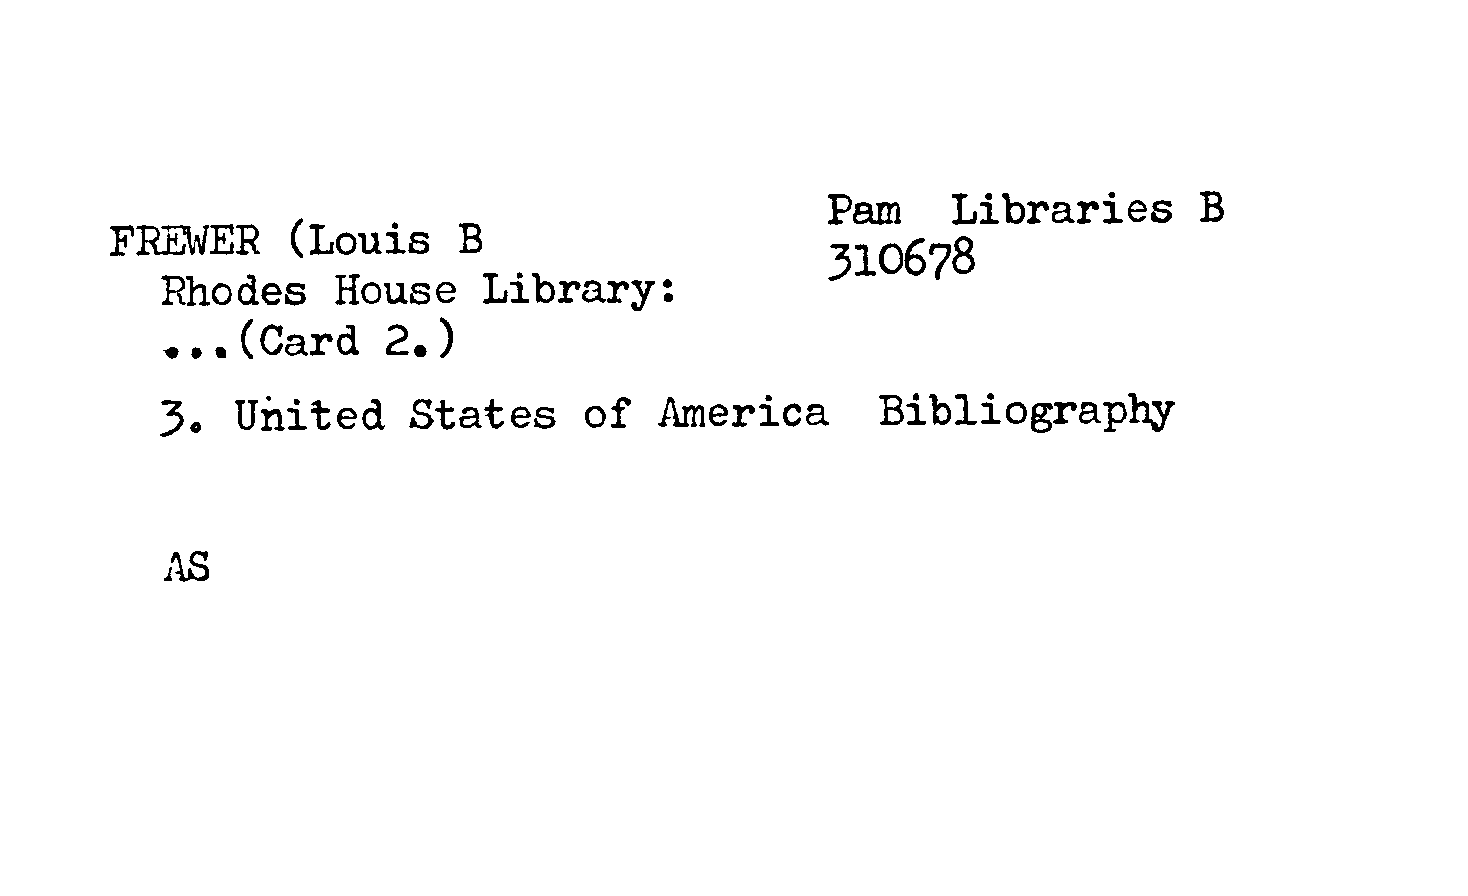 Pam Libraries B
FREWER (Louis B
310678
Rhodes House Library:
...(Card 2.)
3. United States of America Bibliography
AS